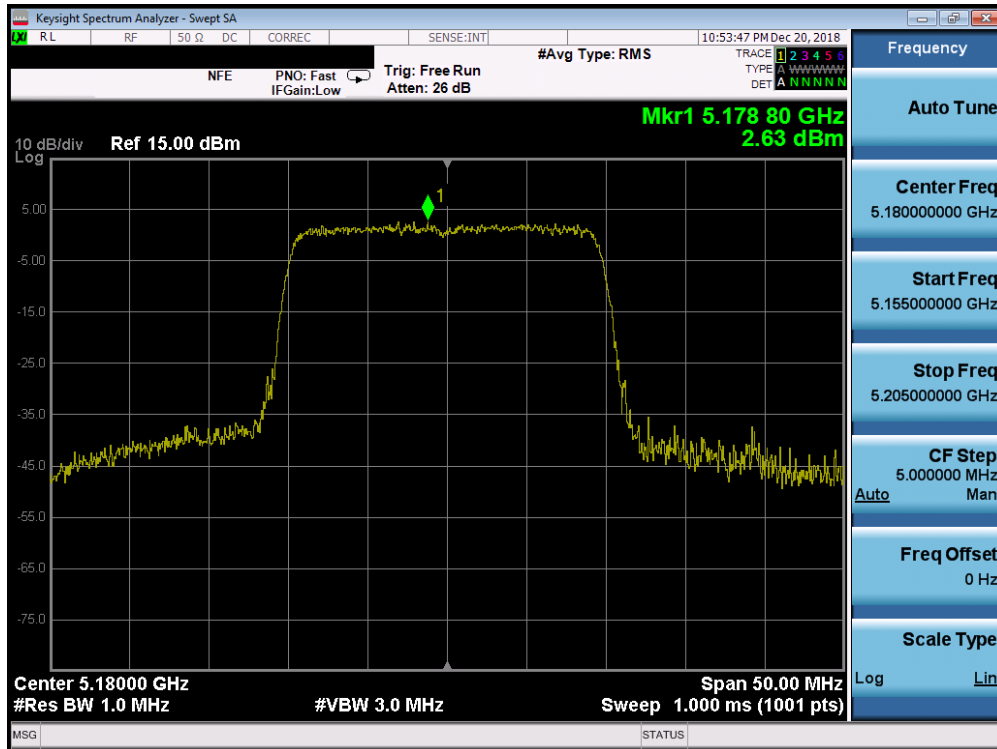 Keysight Spectrum Analyzer - Swept SA
LXI RL RF 50 Ω DC CORREC SENSE:INT 10:53:47 PM Dec 20, 2018
NFE PNO: Fast IFGain:Low Trig: Free Run Atten: 26 dB #Avg Type: RMS
TRACE 1 2 3 4 5 6
TYPE A WWWWW
DET A N N N N N
Mkr1 5.178 80 GHz
2.63 dBm
10 dB/div Ref 15.00 dBm
Log
1
5.00
-5.00
-15.0
-25.0
-35.0
-45.0
-55.0
-65.0
-75.0
Center 5.18000 GHz Span 50.00 MHz
#Res BW 1.0 MHz #VBW 3.0 MHz Sweep 1.000 ms (1001 pts)
MSG STATUS
Frequency
Auto Tune
Center Freq
5.180000000 GHz
Start Freq
5.155000000 GHz
Stop Freq
5.205000000 GHz
CF Step
5.000000 MHz
Auto Man
Freq Offset
0 Hz
Scale Type
Log Lin